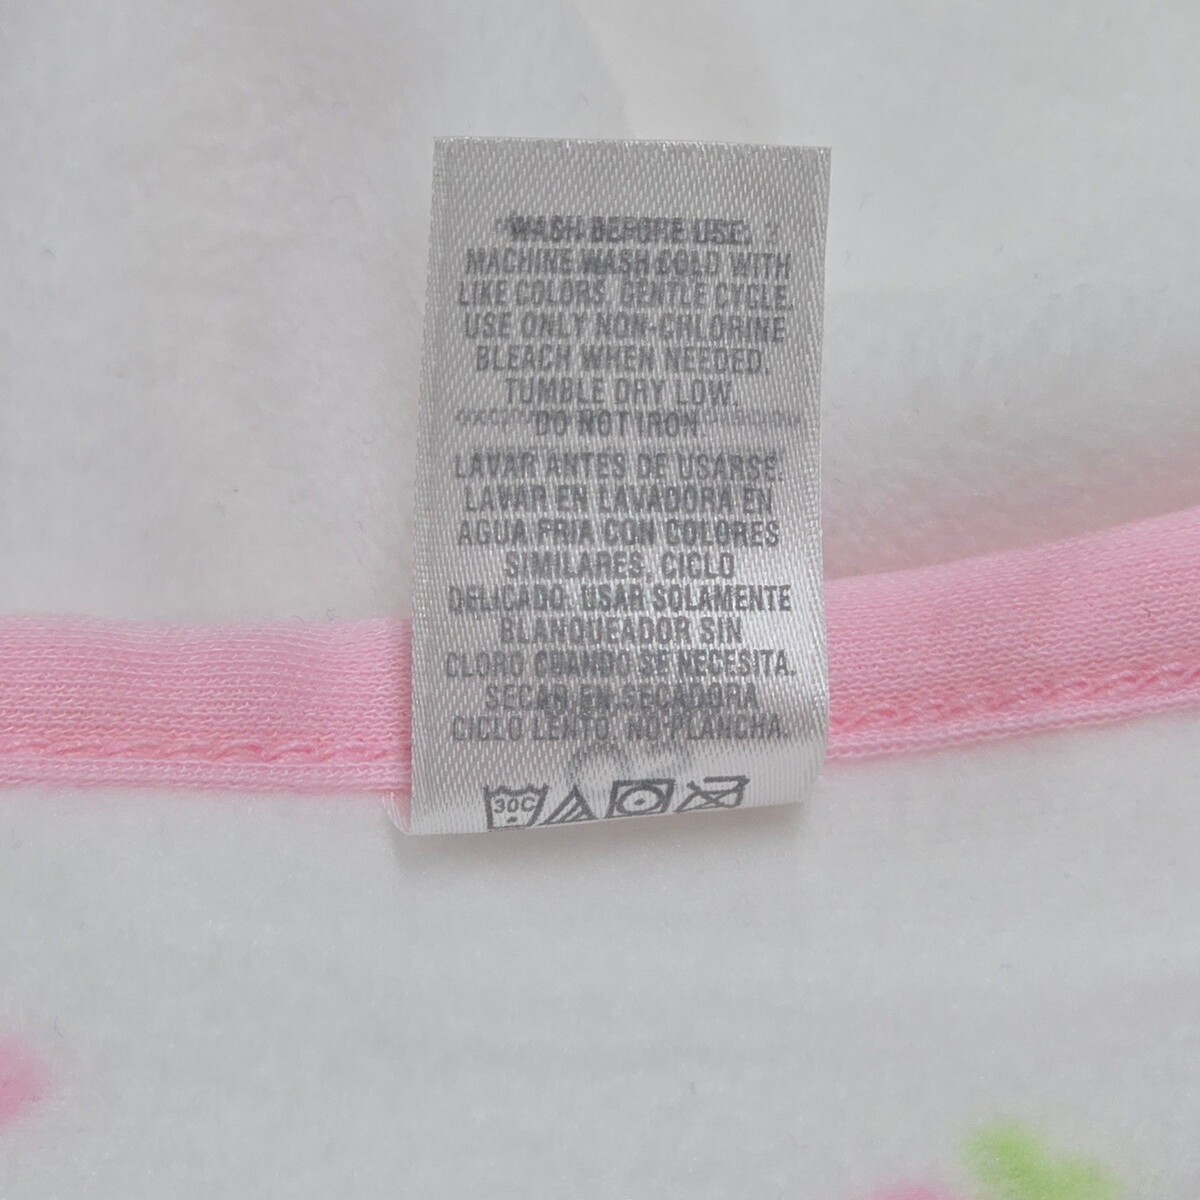 WASH BEFORE USE.
MACHINE WASH COLD WITH
LIKE COLORS. GENTLE CYCLE.
USE ONLY NON-CHLORINE
BLEACH WHEN NEEDED.
TUMBLE DRY LOW.
DO NOT IRON.
LAVAR ANTES DE USARSE.
LAVAR EN LAVADORA EN
AGUA FRIA CON COLORES
SIMILARES. CICLO
DELICADO. USAR SOLAMENTE
BLANQUEADOR SIN
CLORO CUANDO SE NECESITA.
SECAR EN SECADORA
CICLO LENTO. NO PLANCHA.
30C